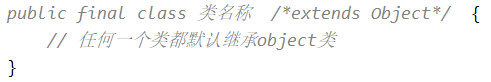 public final class 类名称 /*extends Object*/ {
// 任何一个类都默认继承object类
}